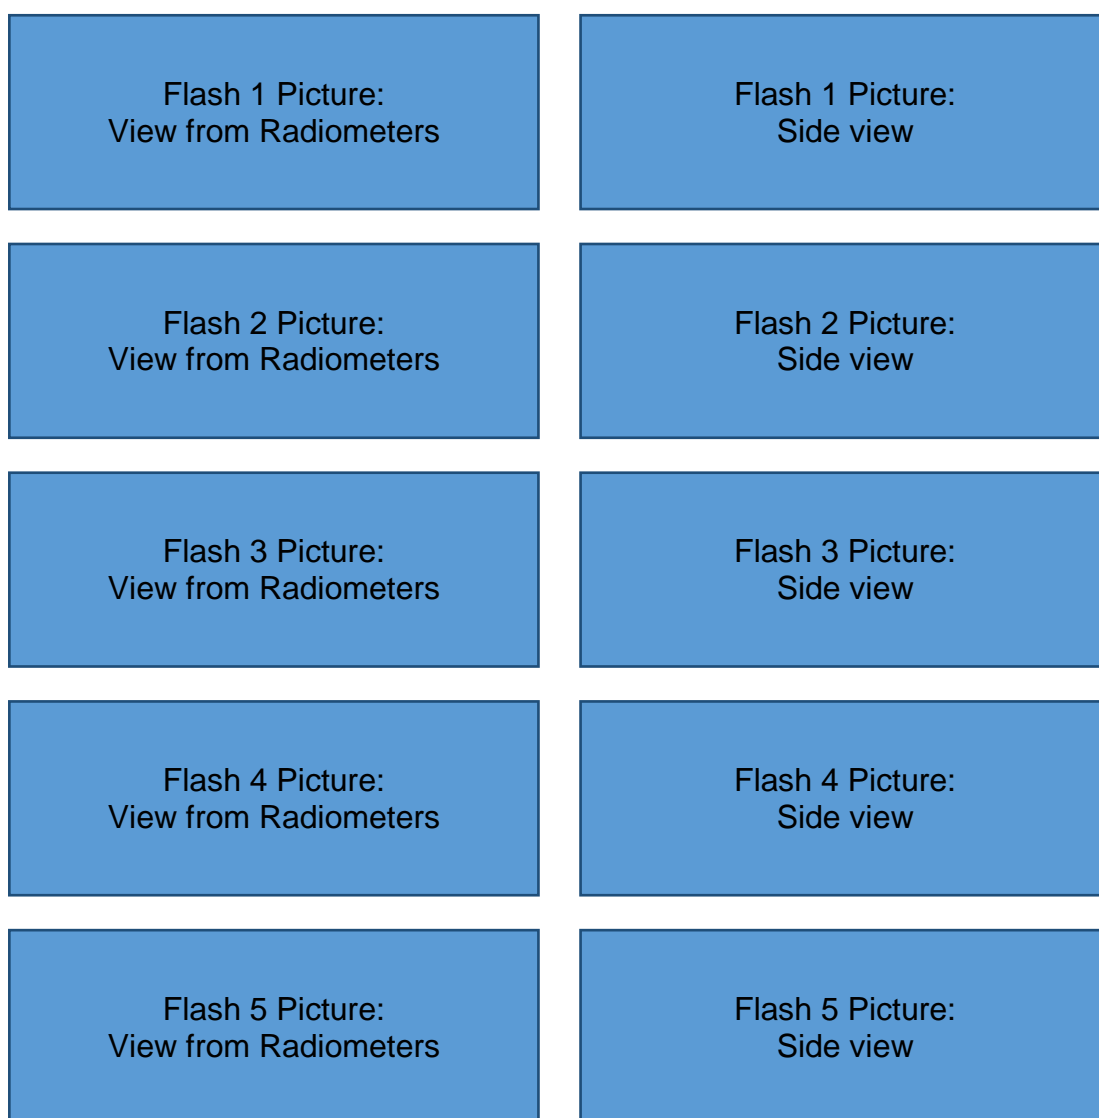 Flash 1 Picture:
View from Radiometers
Flash 1 Picture:
Side view
Flash 2 Picture:
View from Radiometers
Flash 2 Picture:
Side view
Flash 3 Picture:
View from Radiometers
Flash 3 Picture:
Side view
Flash 4 Picture:
View from Radiometers
Flash 4 Picture:
Side view
Flash 5 Picture:
View from Radiometers
Flash 5 Picture:
Side view